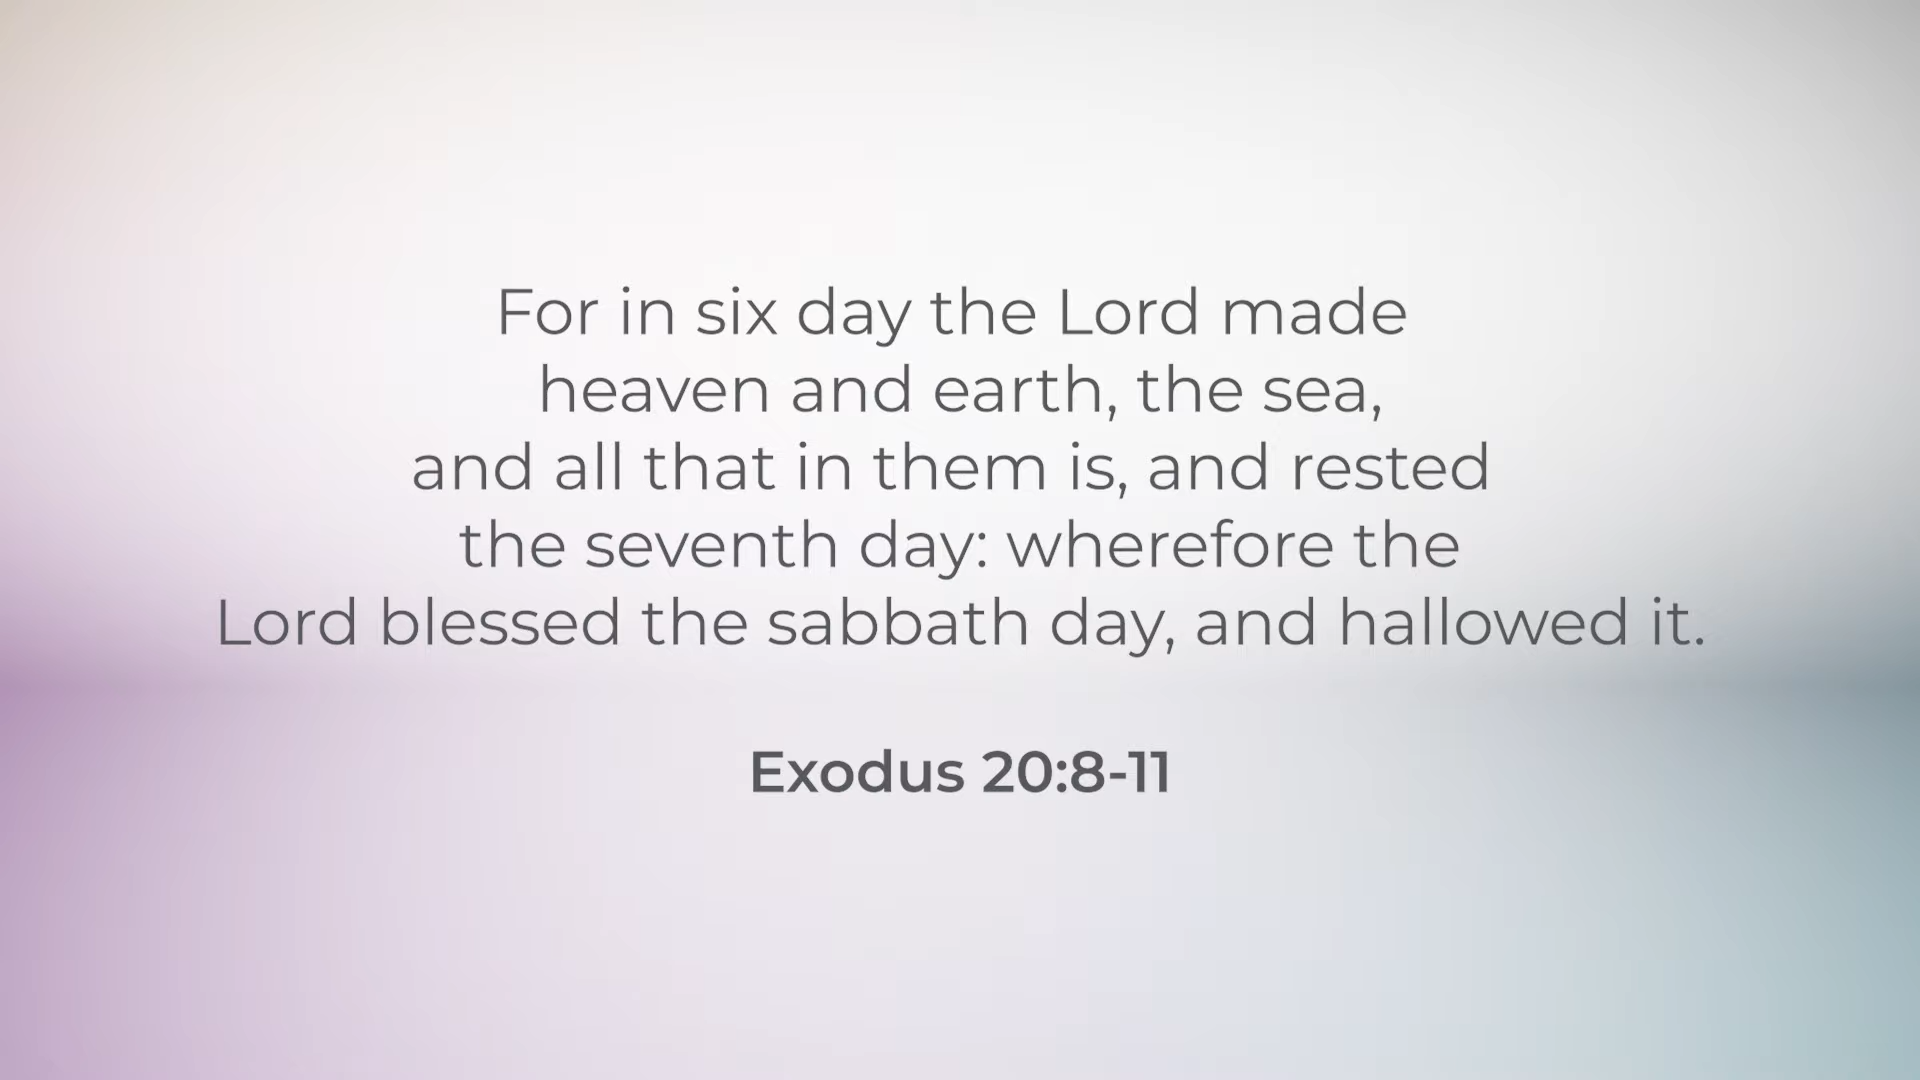 For in six day the Lord made
heaven and earth, the sea,
and all that in them is, and rested
the seventh day: wherefore the
Lord blessed the sabbath day, and hallowed it.
Exodus 20:8-11